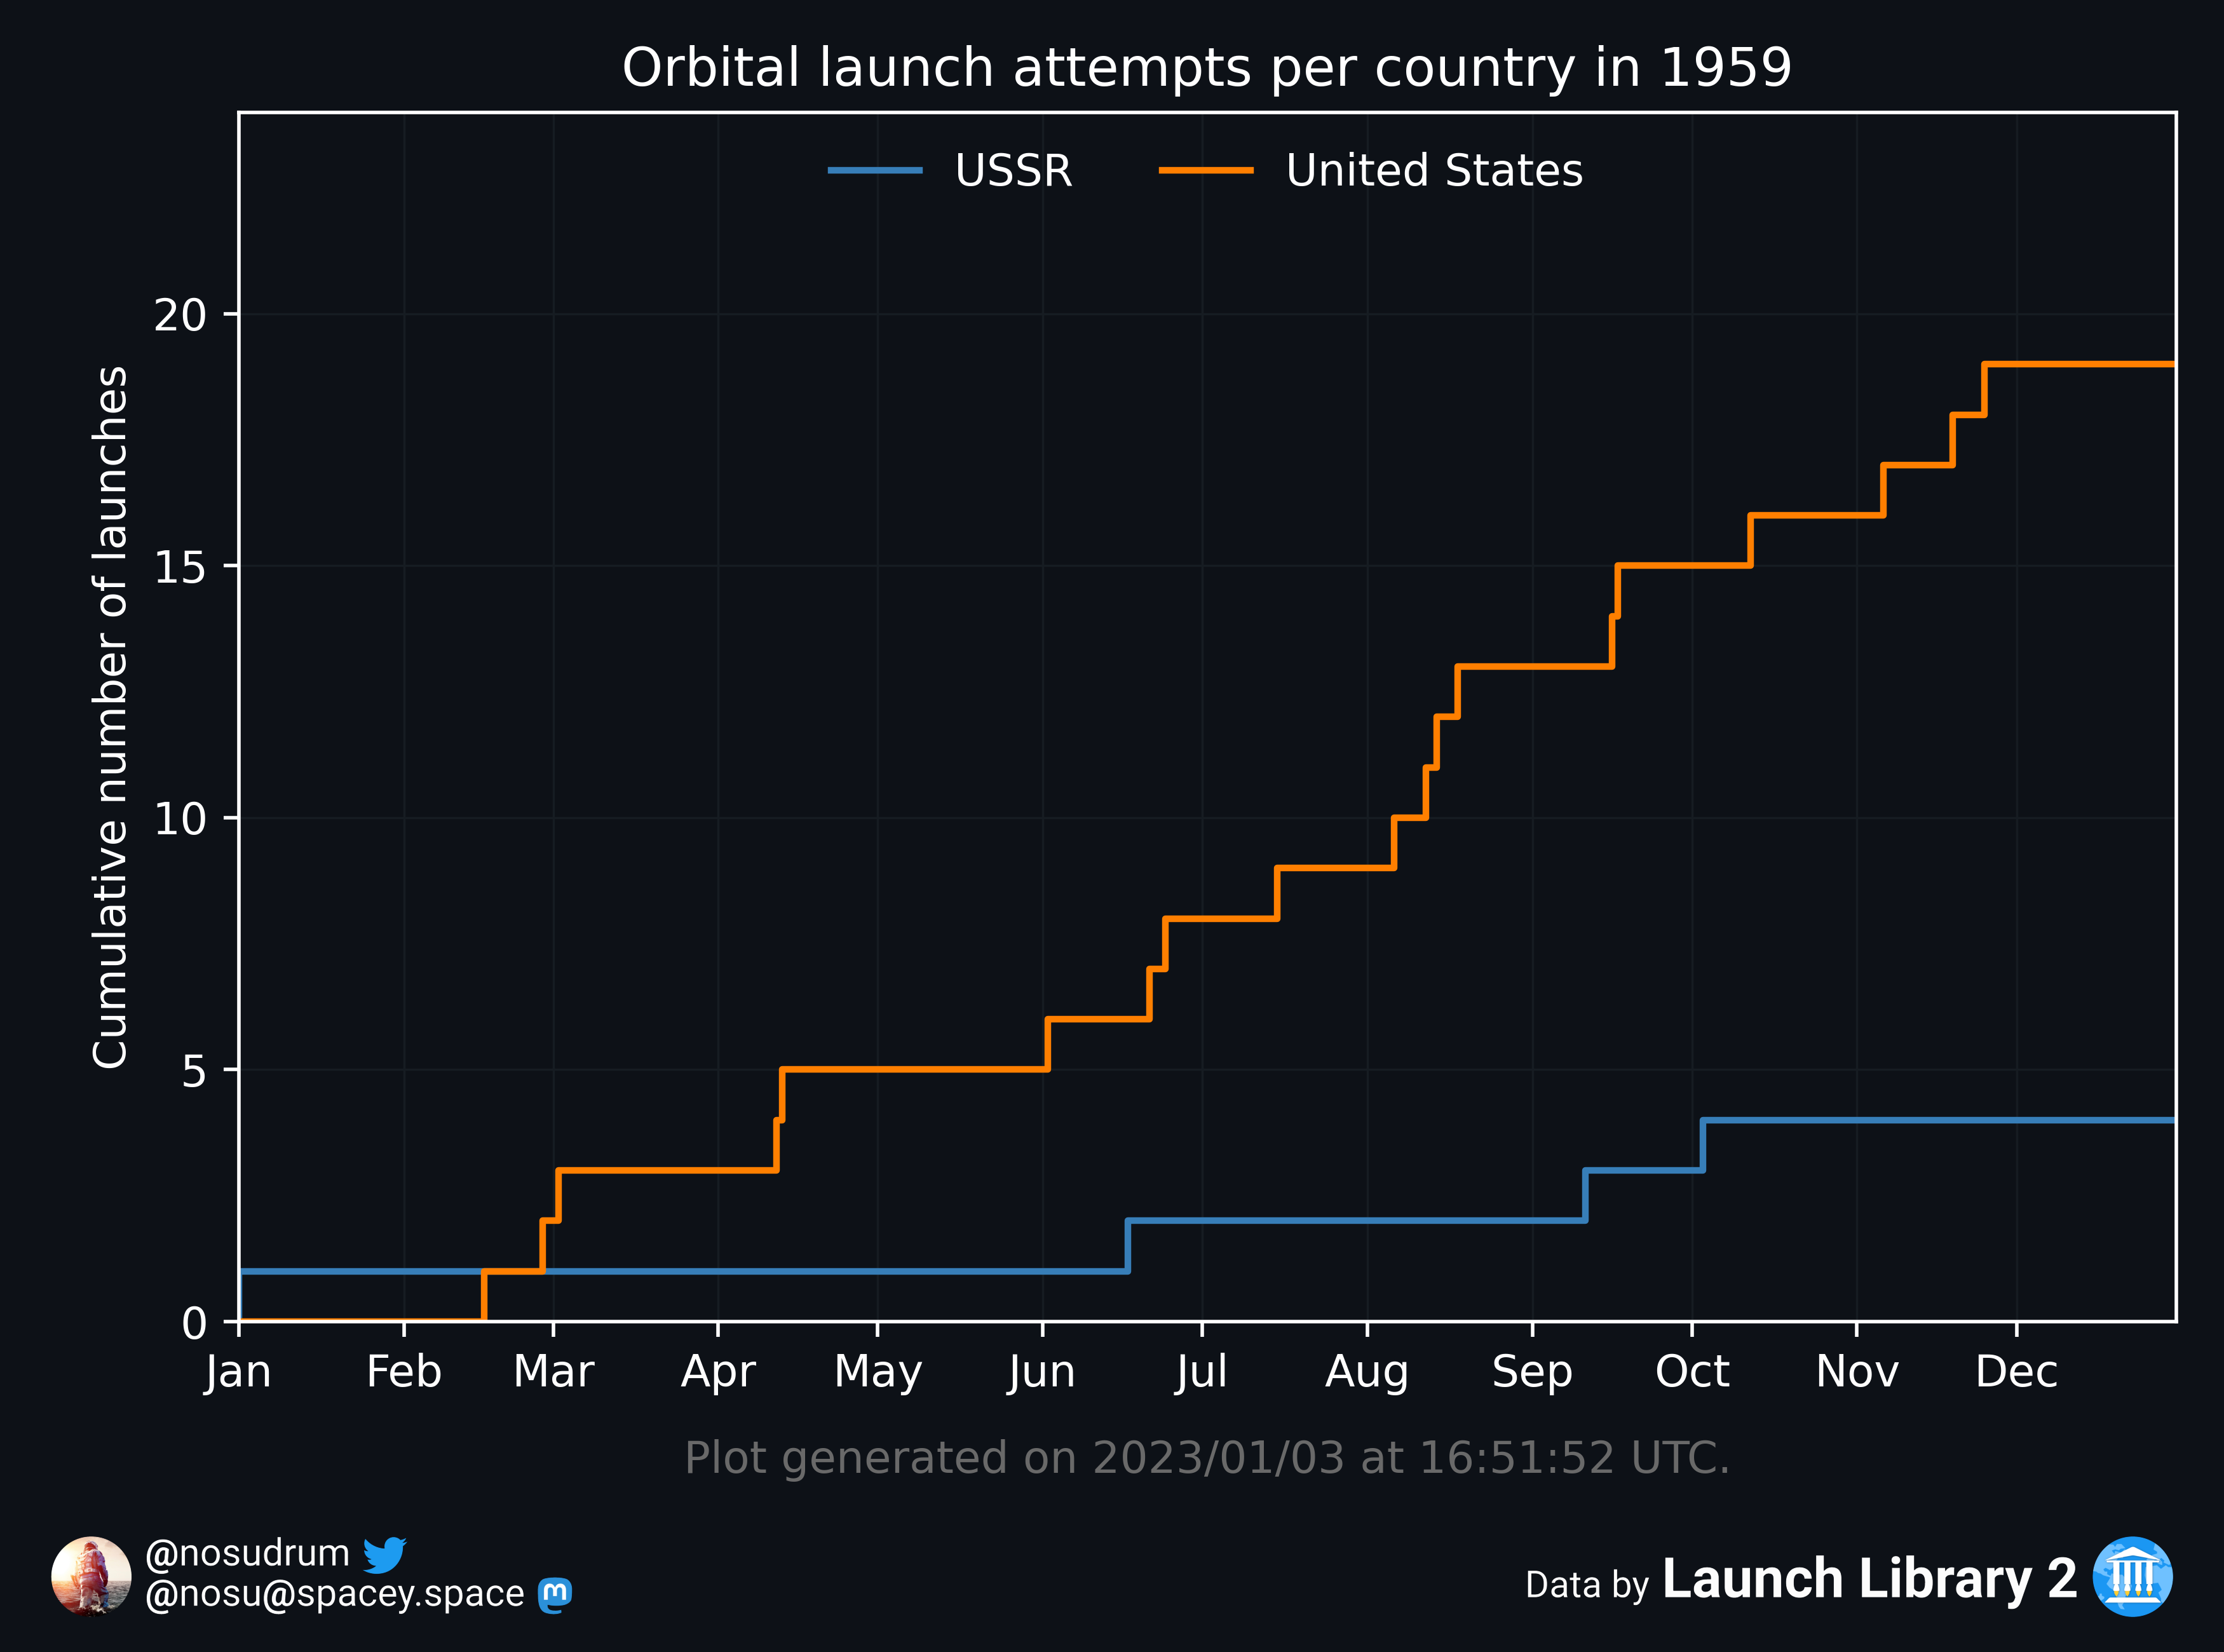 Orbital launch attempts per country in 1959
USSR
United States
Cumulative number of launches
20
15
10
5
0
Jan Feb Mar Apr May Jun Jul Aug Sep Oct Nov Dec
Plot generated on 2023/01/03 at 16:51:52 UTC.
@nosudrum
@nosu@spacey.space
Data by Launch Library 2